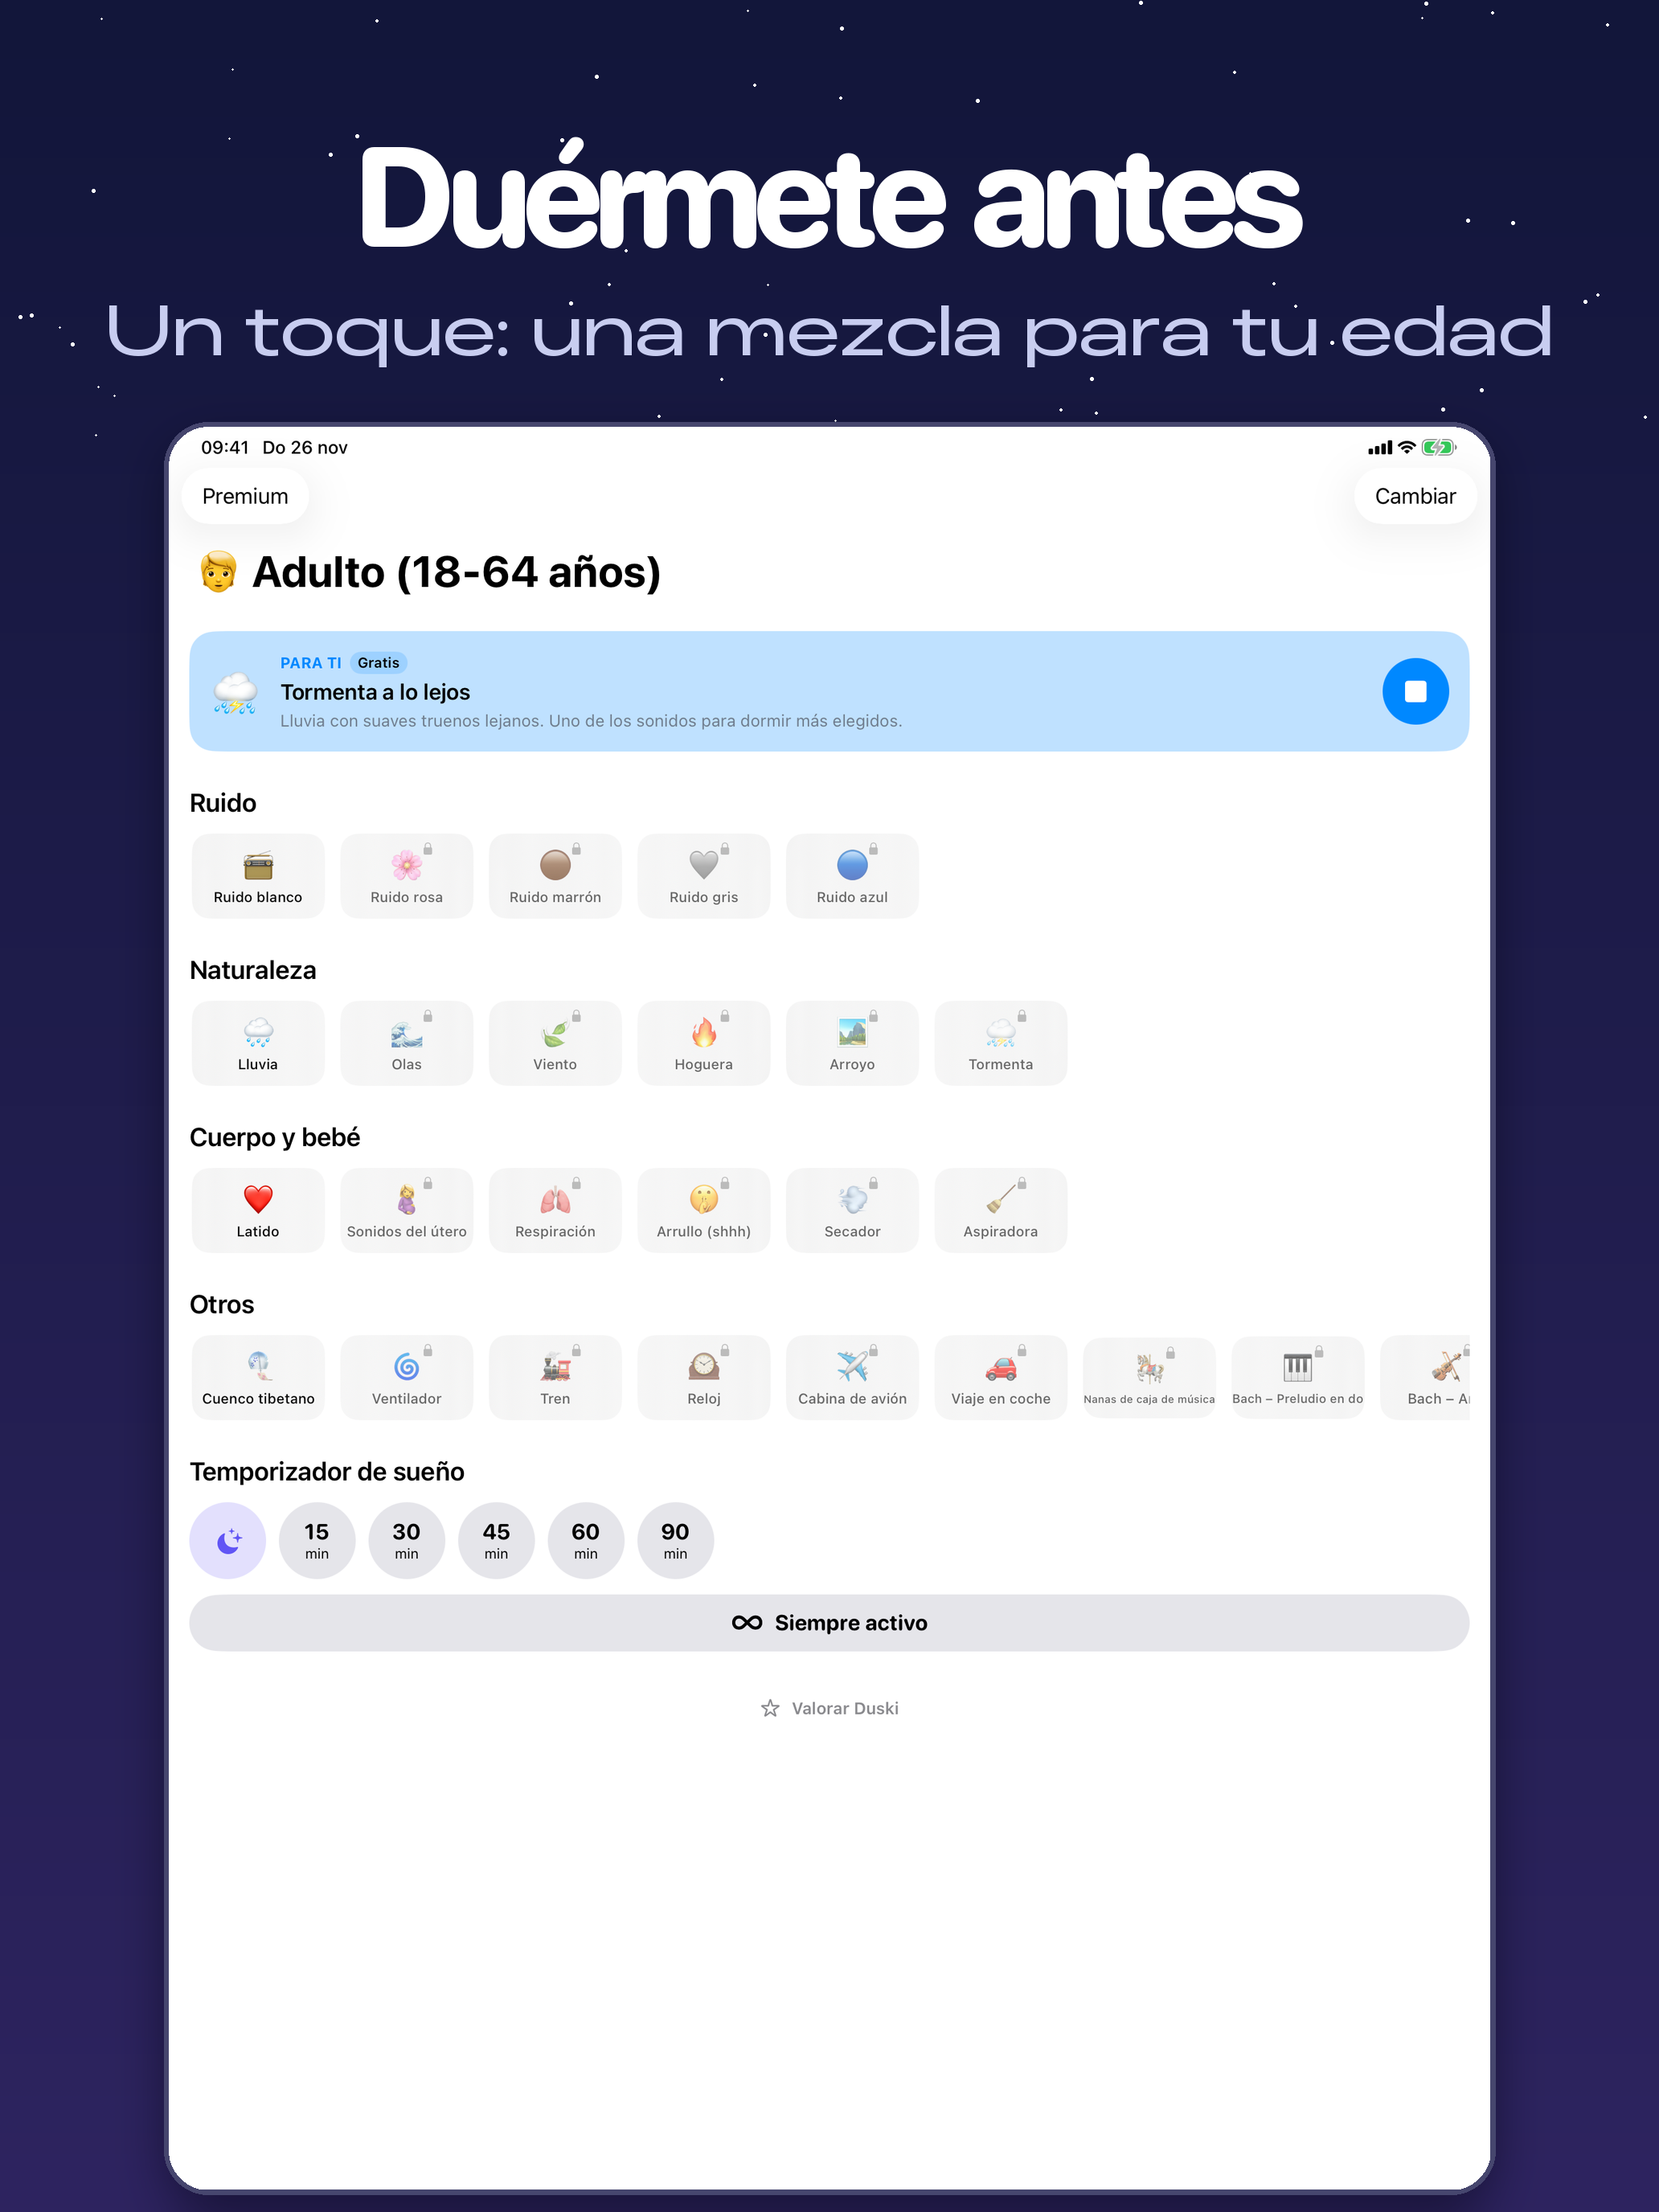 Duérmete antes
Un toque: una mezcla para tu edad
09:41 Do 26 nov
Premium
Cambiar
Adulto (18-64 años)
PARA TI Gratis
Tormenta a lo lejos
Lluvia con suaves truenos lejanos. Uno de los sonidos para dormir más elegidos.
Ruido
Ruido blanco
Ruido rosa
Ruido marrón
Ruido gris
Ruido azul
Naturaleza
Lluvia
Olas
Viento
Hoguera
Arroyo
Tormenta
Cuerpo y bebé
Latido
Sonidos del útero
Respiración
Arrullo (shhh)
Secador
Aspiradora
Otros
Cuenco tibetano
Ventilador
Tren
Reloj
Cabina de avión
Viaje en coche
Nanas de caja de música
Bach – Preludio en do
Bach –
Temporizador de sueño
15 min
30 min
45 min
60 min
90 min
Siempre activo
Valorar Duski